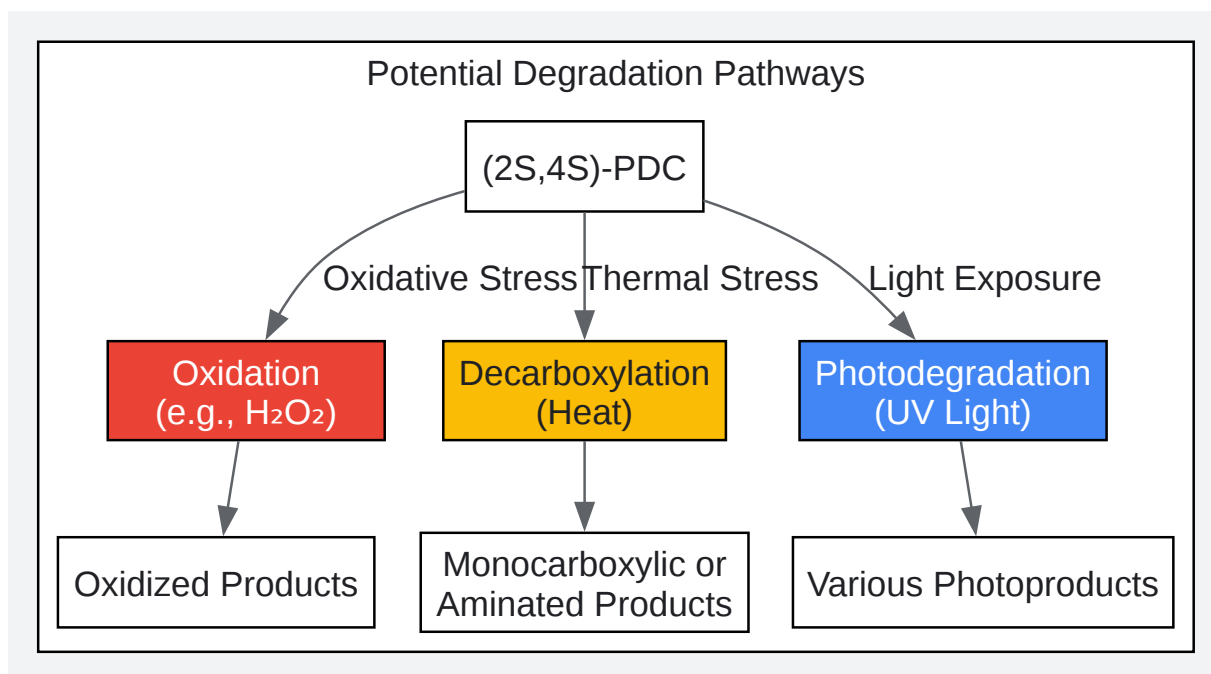 Potential Degradation Pathways
(2S,4S)-PDC
Oxidative Stress
Thermal Stress
Light Exposure
Oxidation
(e.g., H₂O₂)
Decarboxylation
(Heat)
Photodegradation
(UV Light)
Oxidized Products
Monocarboxylic or
Aminated Products
Various Photoproducts